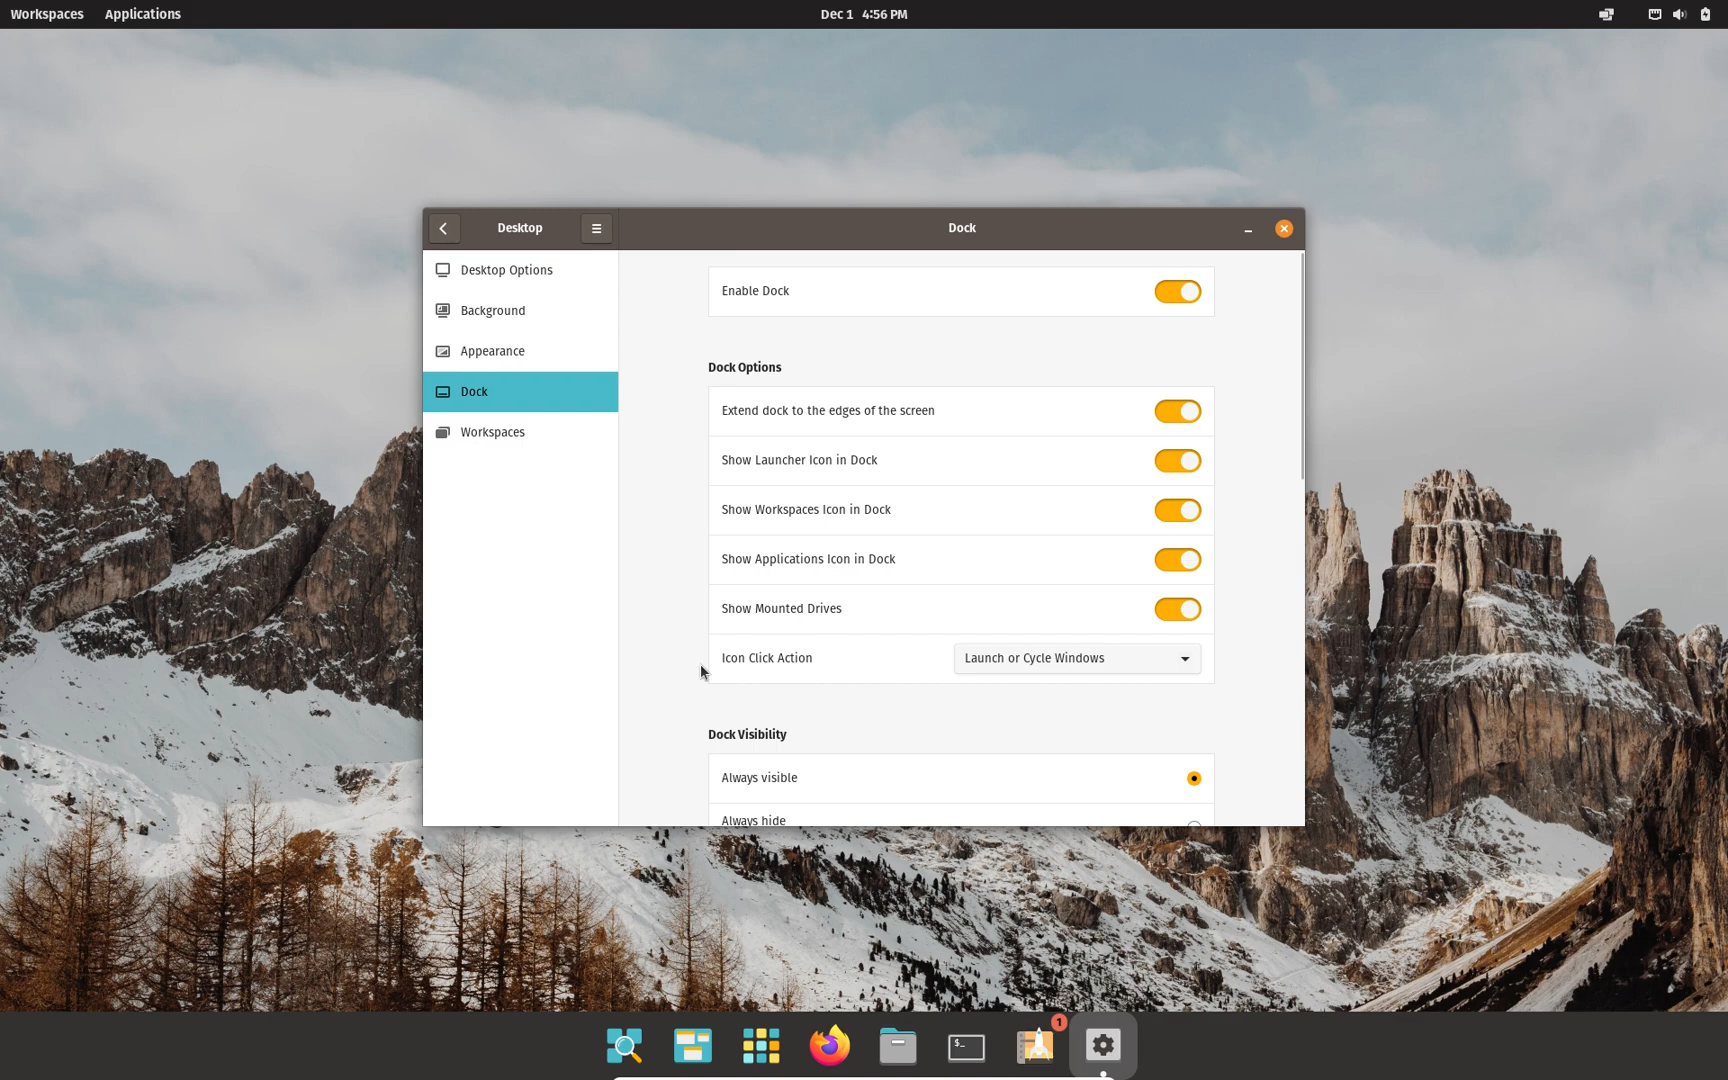 Workspaces Applications Dec 1 4:56 PM
Desktop Dock
Desktop Options
Background
Appearance
Dock
Workspaces
Enable Dock
Dock Options
Extend dock to the edges of the screen
Show Launcher Icon in Dock
Show Workspaces Icon in Dock
Show Applications Icon in Dock
Show Mounted Drives
Icon Click Action Launch or Cycle Windows
Dock Visibility
Always visible
Always hide
1
$_